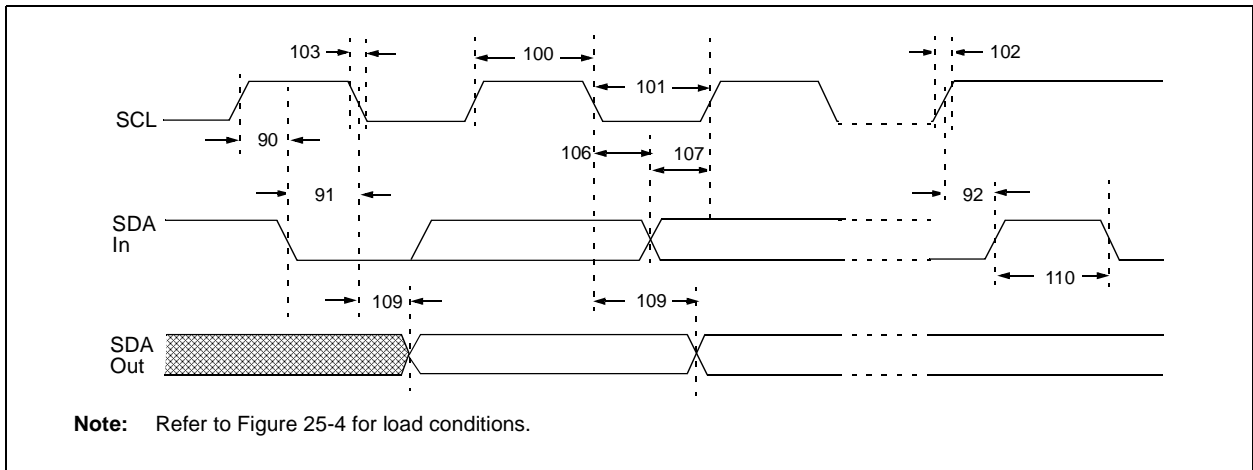 103
100
102
101
SCL
90
106
107
91
92
SDA
In
110
109
109
SDA
Out
Note: Refer to Figure 25-4 for load conditions.